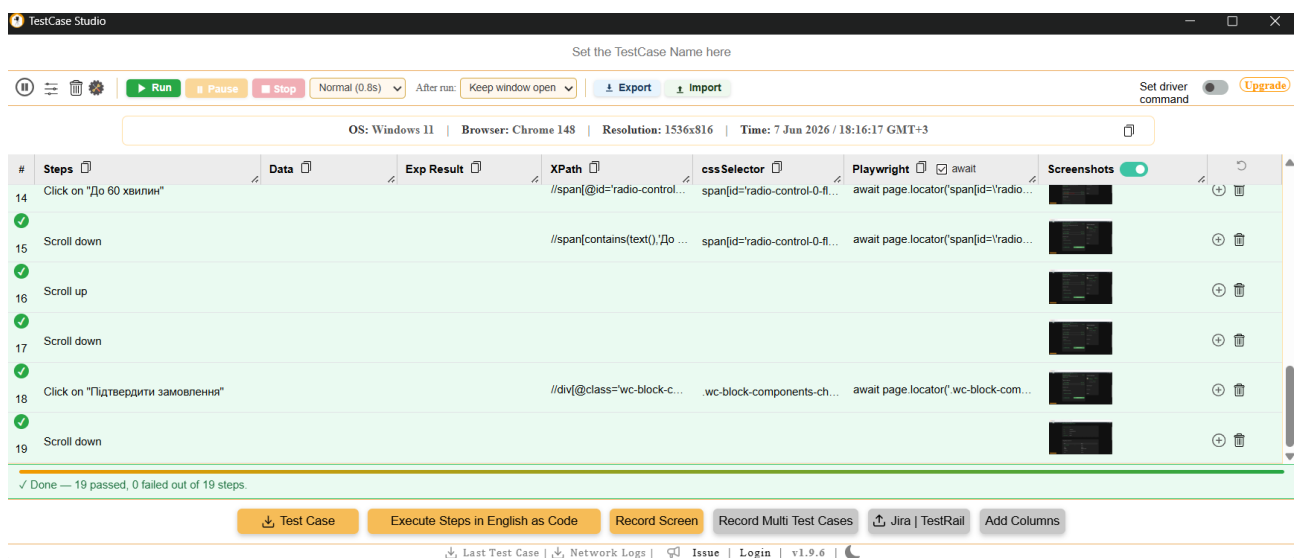 TestCase Studio
Set the TestCase Name here
Run Pause Stop Normal (0.8s) After run: Keep window open Export Import Set driver command Upgrade
OS: Windows 11 | Browser: Chrome 148 | Resolution: 1536x816 | Time: 7 Jun 2026 / 18:16:17 GMT+3
# Steps Data Exp Result XPath cssSelector Playwright await Screenshots
14 Click on "До 60 хвилин" //span[@id='radio-control... span[id='radio-control-0-fl... await page.locator('span[id=\'radio...
15 Scroll down //span[contains(text(),'До ... span[id='radio-control-0-fl... await page.locator('span[id=\'radio...
16 Scroll up
17 Scroll down
18 Click on "Підтвердити замовлення" //div[@class='wc-block-c... .wc-block-components-ch... await page.locator('.wc-block-com...
19 Scroll down
✓ Done — 19 passed, 0 failed out of 19 steps.
Test Case Execute Steps in English as Code Record Screen Record Multi Test Cases Jira | TestRail Add Columns
Last Test Case | Network Logs | Issue | Login | v1.9.6 |